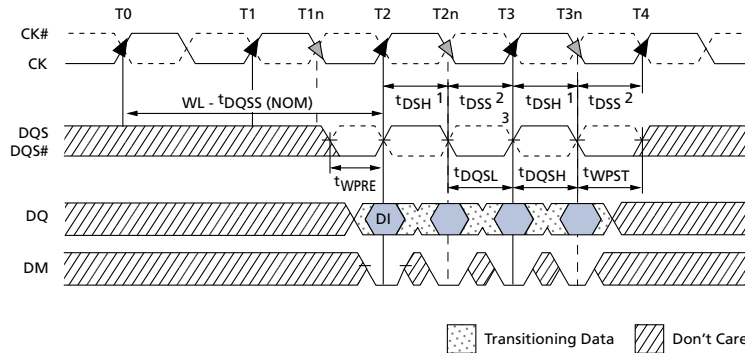 T0 T1 T1n T2 T2n T3 T3n T4
CK#
CK
tDSH 1 tDSS 2 tDSH 1 tDSS 2
WL - tDQSS (NOM)
3
DQS
DQS#
tWPRE tDQSL tDQSH tWPST
DQ DI
DM
Transitioning Data Don't Care